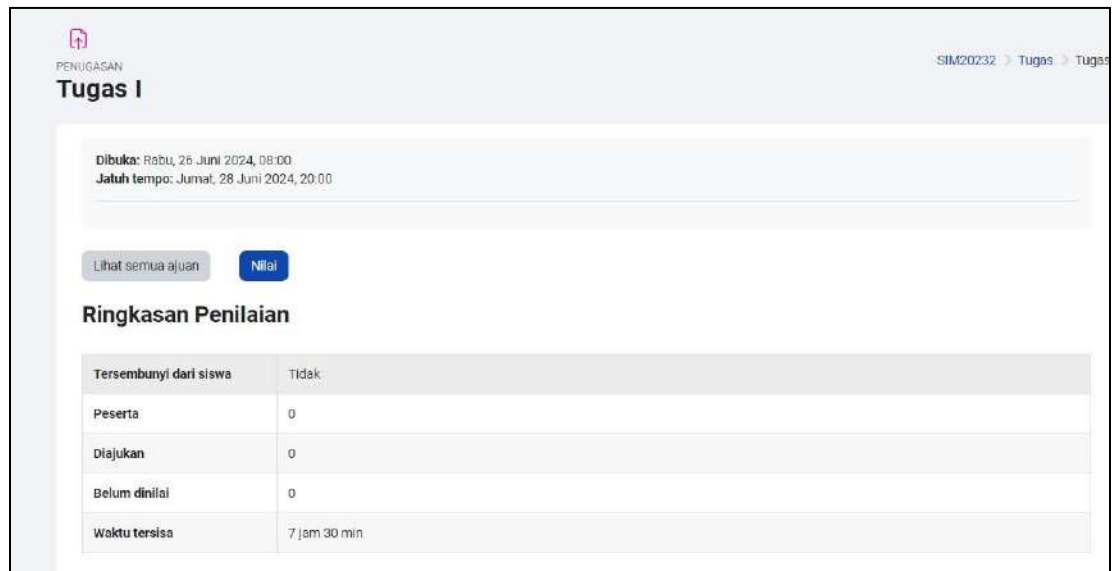 PENUGASAN
Tugas I
SIM20232 > Tugas > Tugas
Dibuka: Rabu, 26 Juni 2024, 08:00
Jatuh tempo: Jumat, 28 Juni 2024, 20:00
Lihat semua ajuan
Nilai
Ringkasan Penilaian
Tersembunyi dari siswa Tidak
Peserta 0
Diajukan 0
Belum dinilai 0
Waktu tersisa 7 jam 30 min